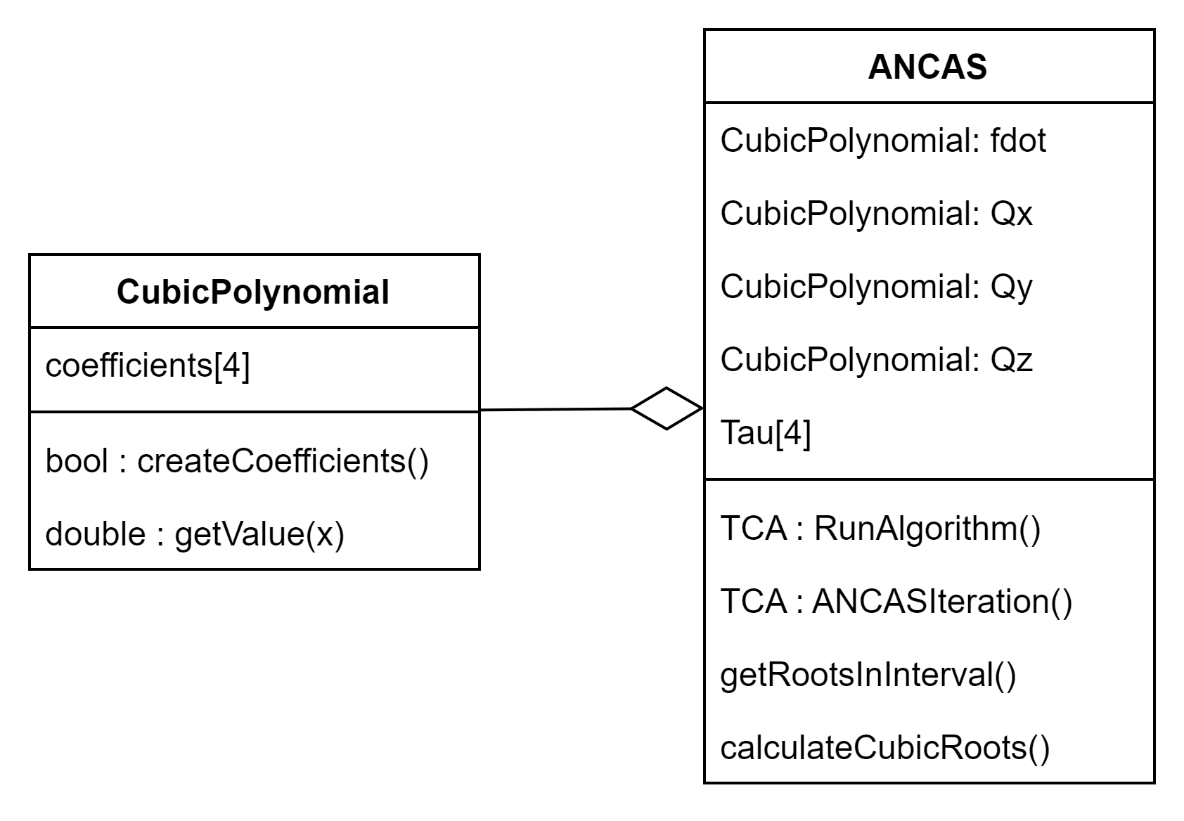 CubicPolynomial
coefficients[4]
bool : createCoefficients()
double : getValue(x)
ANCAS
CubicPolynomial: fdot
CubicPolynomial: Qx
CubicPolynomial: Qy
CubicPolynomial: Qz
Tau[4]
TCA : RunAlgorithm()
TCA : ANCASIteration()
getRootsInInterval()
calculateCubicRoots()